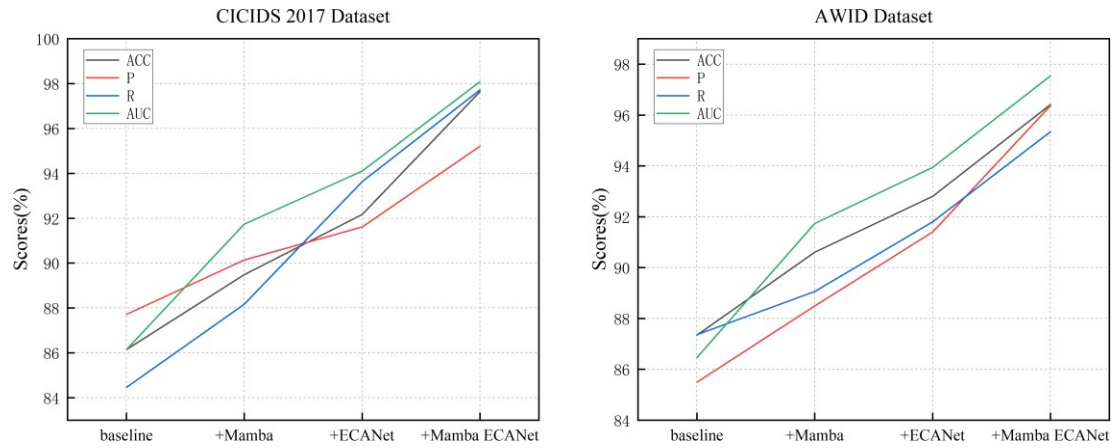 CICIDS 2017 Dataset
100
98
96
94
92
90
88
86
84
Scores(%)
ACC
P
R
AUC
baseline
+Mamba
+ECANet
+Mamba ECANet
AWID Dataset
98
96
94
92
90
88
86
84
Scores(%)
ACC
P
R
AUC
baseline
+Mamba
+ECANet
+Mamba ECANet